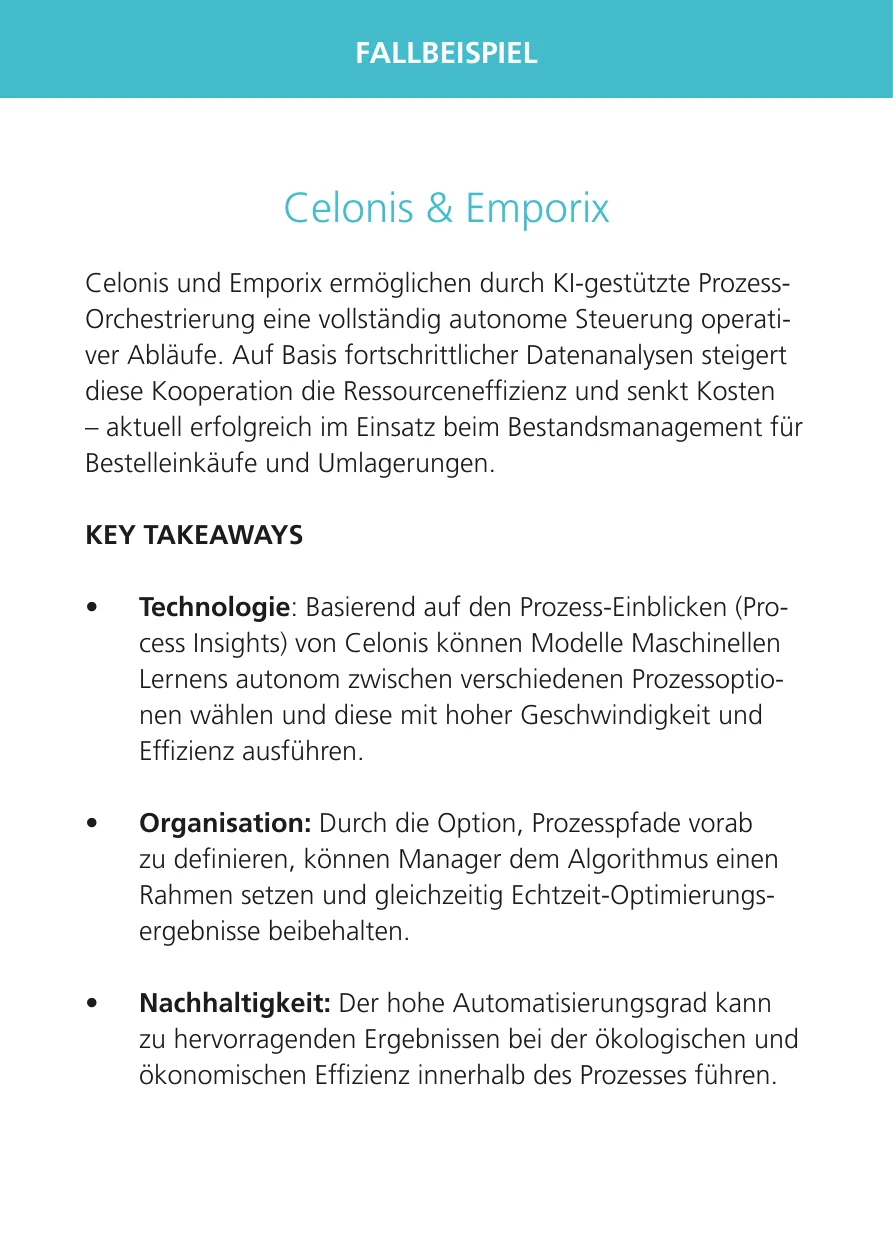 FALLBEISPIEL
Celonis & Emporix
Celonis und Emporix ermöglichen durch KI-gestützte Prozess-
Orchestrierung eine vollständig autonome Steuerung operati-
ver Abläufe. Auf Basis fortschrittlicher Datenanalysen steigert
diese Kooperation die Ressourceneffizienz und senkt Kosten
– aktuell erfolgreich im Einsatz beim Bestandsmanagement für
Bestelleinkäufe und Umlagerungen.
KEY TAKEAWAYS
• Technologie: Basierend auf den Prozess-Einblicken (Pro-
cess Insights) von Celonis können Modelle Maschinellen
Lernens autonom zwischen verschiedenen Prozessoptio-
nen wählen und diese mit hoher Geschwindigkeit und
Effizienz ausführen.
• Organisation: Durch die Option, Prozesspfade vorab
zu definieren, können Manager dem Algorithmus einen
Rahmen setzen und gleichzeitig Echtzeit-Optimierungs-
ergebnisse beibehalten.
• Nachhaltigkeit: Der hohe Automatisierungsgrad kann
zu hervorragenden Ergebnissen bei der ökologischen und
ökonomischen Effizienz innerhalb des Prozesses führen.